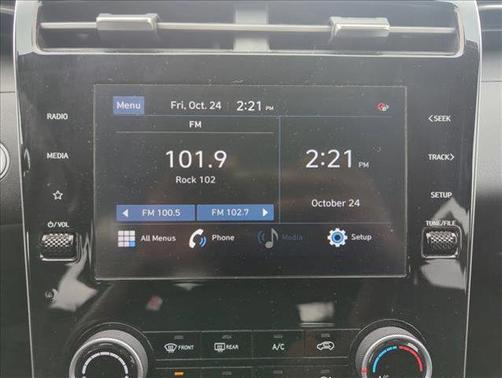 Menu Fri, Oct. 24 2:21 PM
RADIO
MEDIA
⏻/VOL
FM
101.9
Rock 102
◀ FM 100.5 FM 102.7 ▶
2:21 PM
October 24
All Menus Phone Media Setup
<SEEK
TRACK>
SETUP
TUNE/FILE
FRONT REAR A/C
A/C